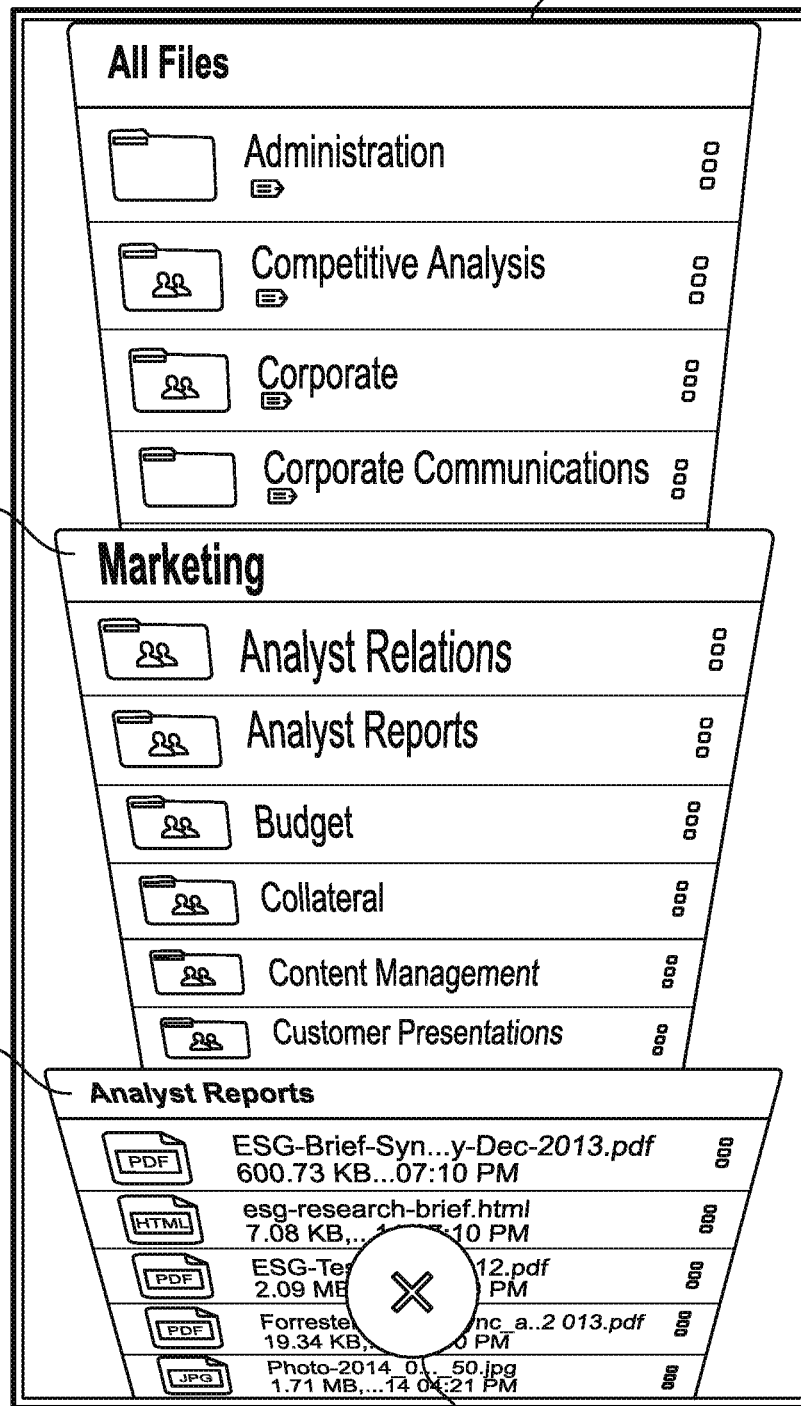 All Files
Administration
Competitive Analysis
Corporate
Corporate Communications
Marketing
Analyst Relations
Analyst Reports
Budget
Collateral
Content Management
Customer Presentations
Analyst Reports
PDF
ESG-Brief-Syn...y-Dec-2013.pdf
600.73 KB...07:10 PM
HTML
esg-research-brief.html
7.08 KB,... :10 PM
PDF
12.pdf
2.09 PM
PDF
a..2 013.pdf
19.34 KB, PM
JPG
Photo-2014_0..._50.jpg
1.71 MB,...14 04:21 PM